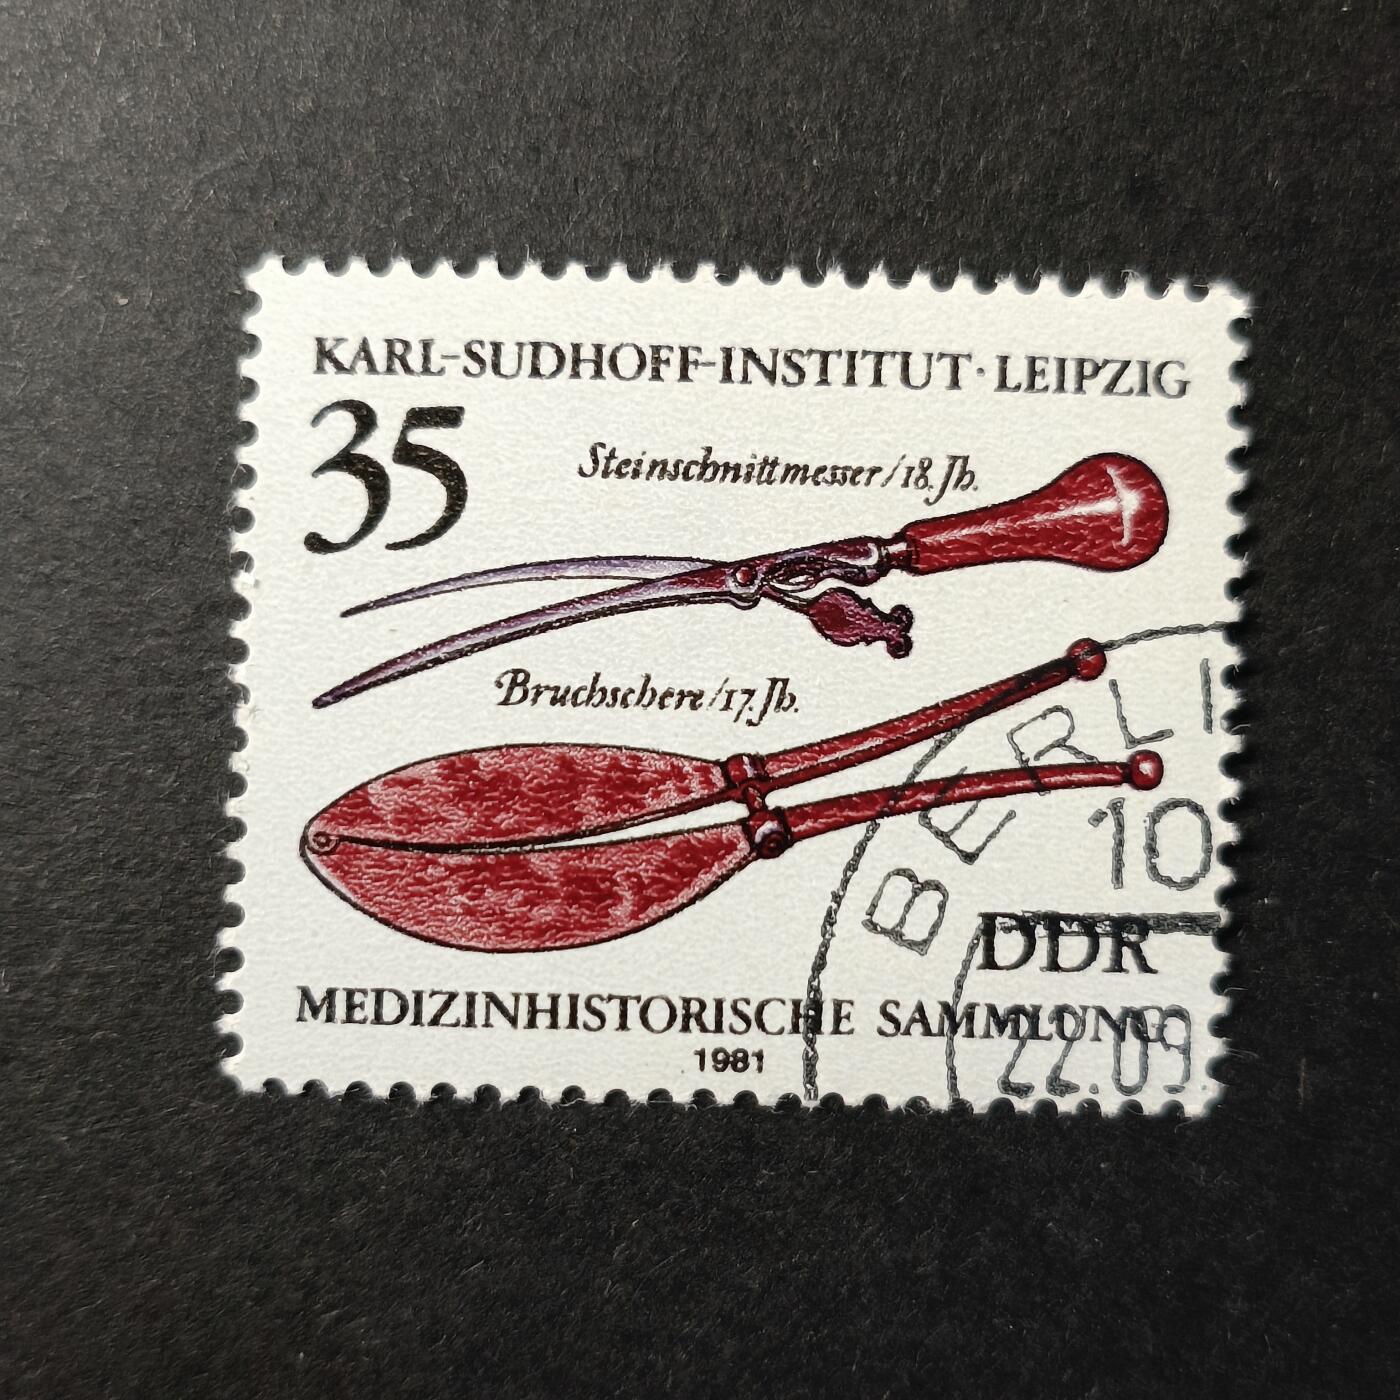 KARL-SUDHOFF-INSTITUT·LEIPZIG
35
Steinschnittmesser/18.Jh.
Bruchschere/17.Jh.
BERLI
10
DDR
MEDIZINHISTORISCHE SAMMLUNG
22.09.
1981